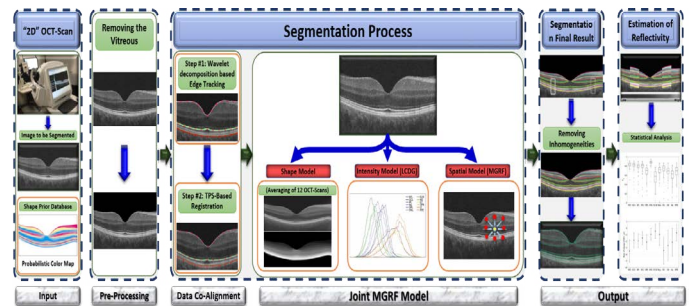 "2D" OCT-Scan
Image to be Segmented
Shape Prior Database
Probabilistic Color Map
Input
Removing the
Vitreous
Pre-Processing
Segmentation Process
Step #1: Wavelet
decomposition based
Edge Tracking
Step #2: TPS-Based
Registration
Data Co-Alignment
Shape Model
(Averaging of 12 OCT-Scans)
Intensity Model (LCDG)
Spatial Model (MGRF)
Joint MGRF Model
Segmentatio
n Final Result
Removing
Inhomogeneities
Estimation of
Reflectivity
Statistical Analysis
Output